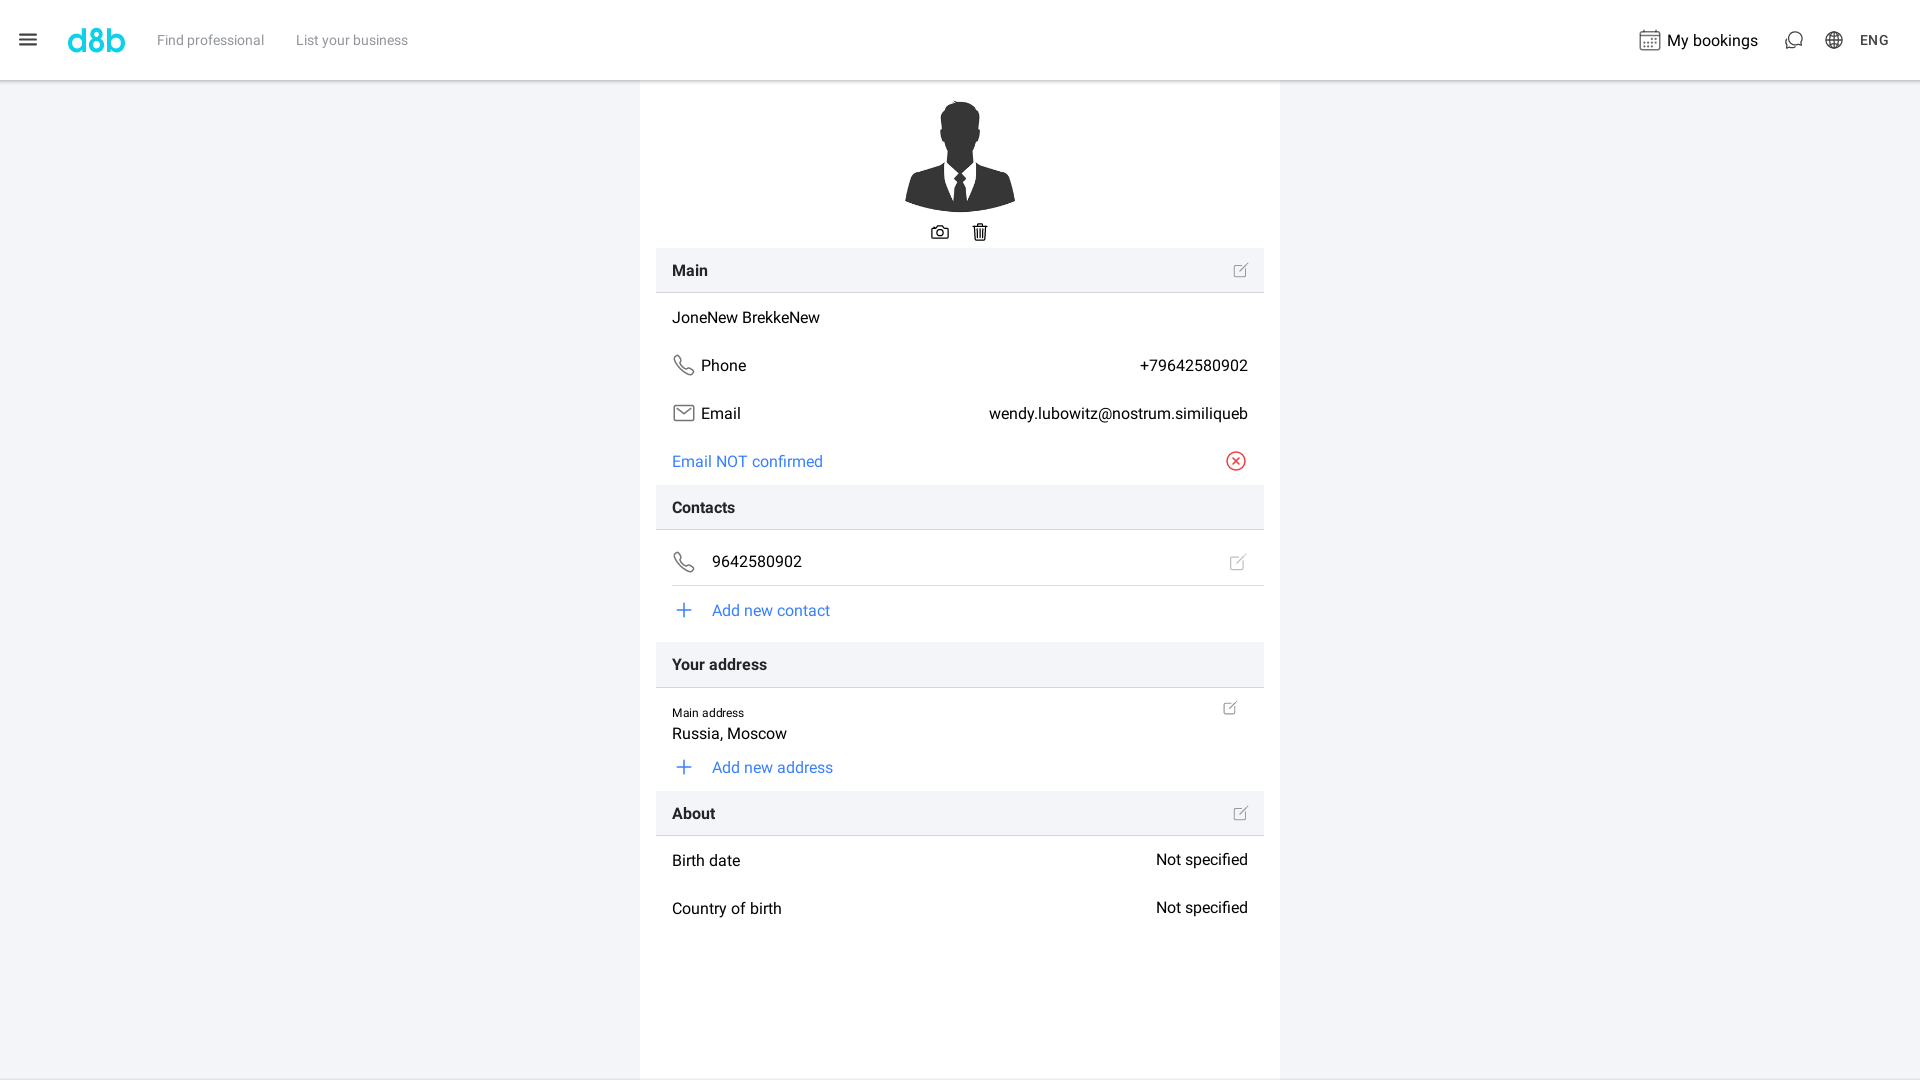 d8b Find professional List your business My bookings ENG
Main
JoneNew BrekkeNew
Phone +79642580902
Email wendy.lubowitz@nostrum.similiqueb
Email NOT confirmed
Contacts
9642580902
Add new contact
Your address
Main address
Russia, Moscow
Add new address
About
Birth date Not specified
Country of birth Not specified